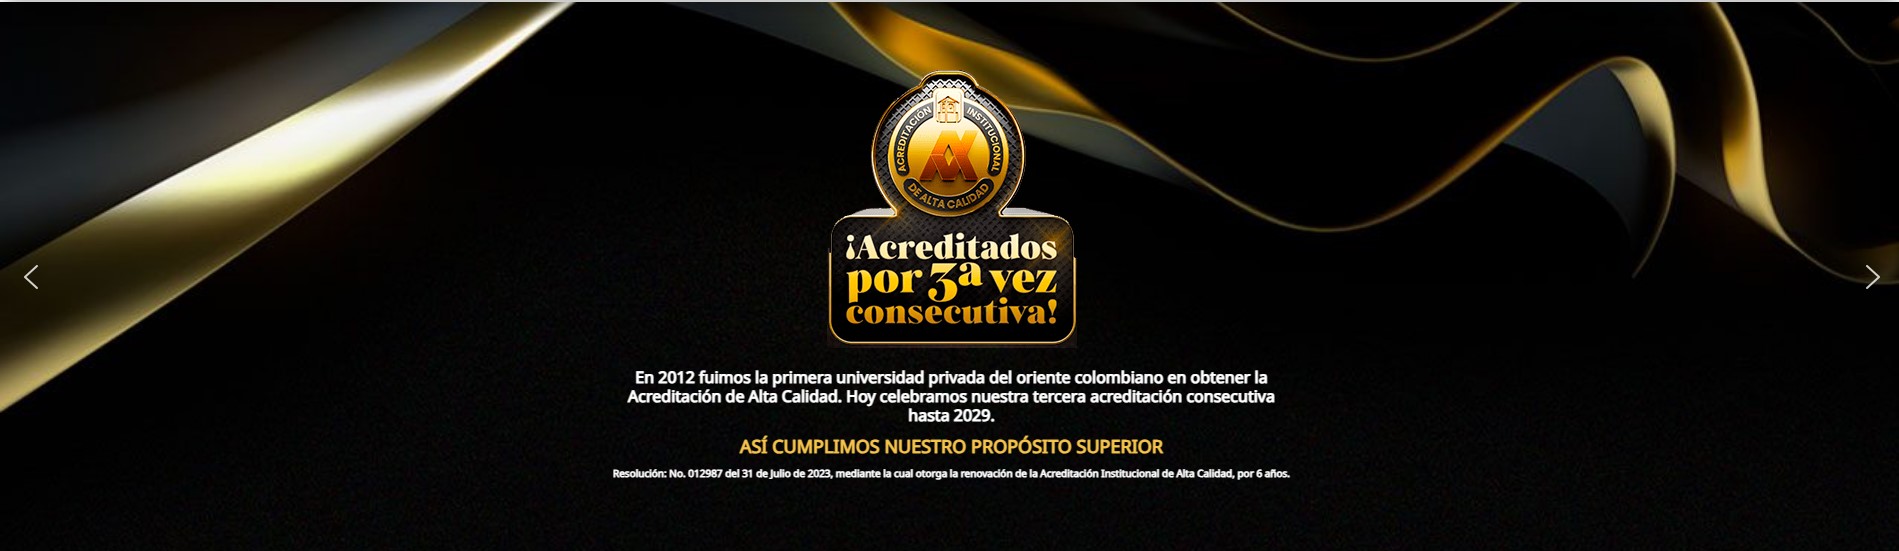 ACREDITACIÓN INSTITUCIONAL
DE ALTA CALIDAD
¡Acreditados
por 3ª vez
consecutiva!
En 2012 fuimos la primera universidad privada del oriente colombiano en obtener la
Acreditación de Alta Calidad. Hoy celebramos nuestra tercera acreditación consecutiva
hasta 2029.
ASÍ CUMPLIMOS NUESTRO PROPÓSITO SUPERIOR
Resolución: No. 012987 del 31 de Julio de 2023, mediante la cual otorga la renovación de la Acreditación Institucional de Alta Calidad, por 6 años.